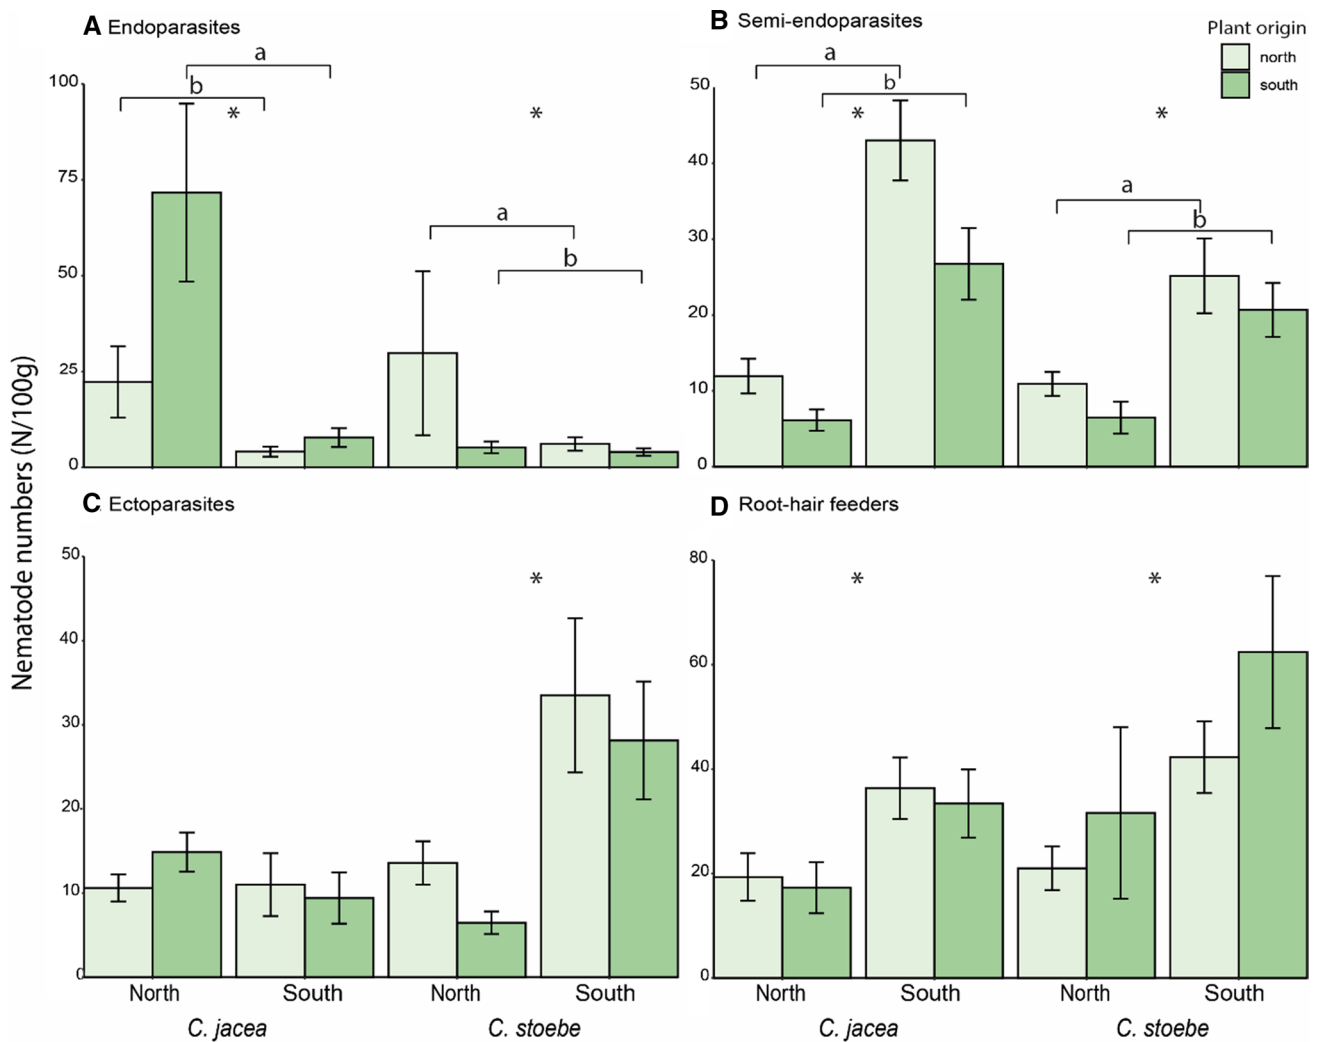 A Endoparasites
B Semi-endoparasites
Plant origin
north
south
a
b
*
*
a
b
100
75
50
25
0
a
b
*
*
a
b
50
40
30
20
10
0
Nematode numbers (N/100g)
C Ectoparasites
D Root-hair feeders
*
50
40
30
20
10
0
*
*
80
60
40
20
0
North South North South
C. jacea C. stoebe
North South North South
C. jacea C. stoebe